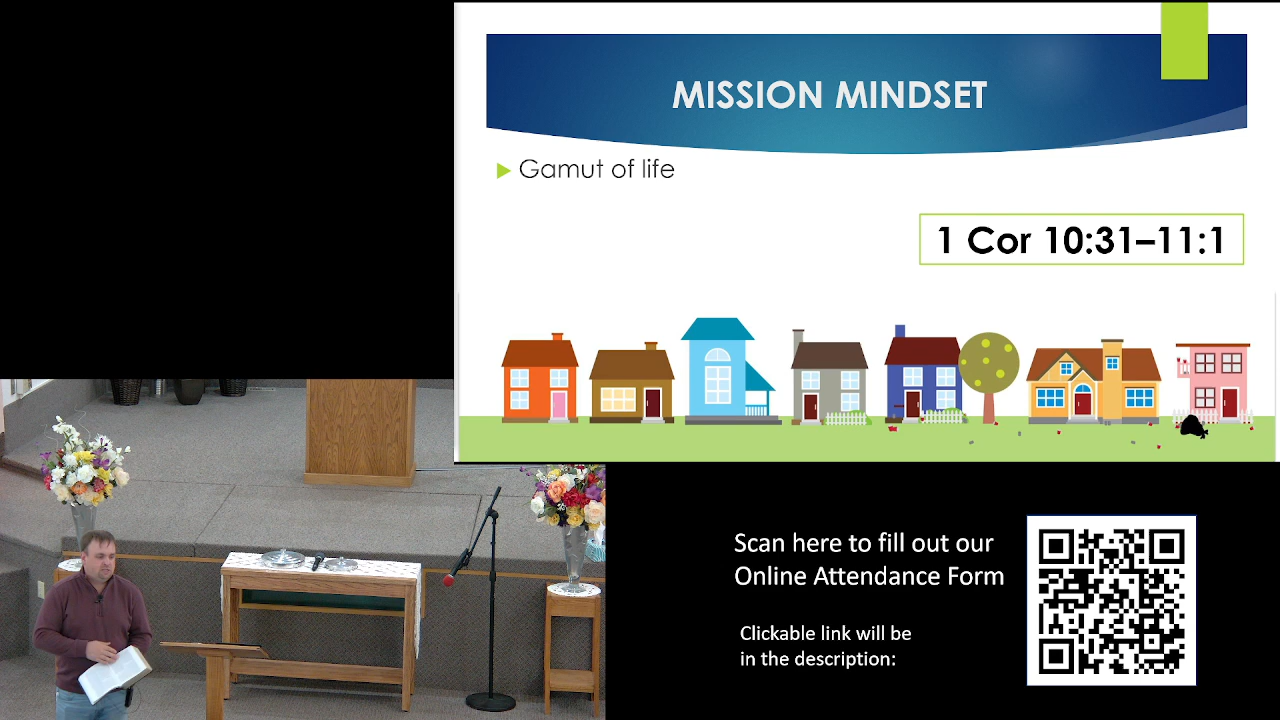 MISSION MINDSET
Gamut of life
1 Cor 10:31–11:1
Scan here to fill out our
Online Attendance Form
Clickable link will be
in the description: